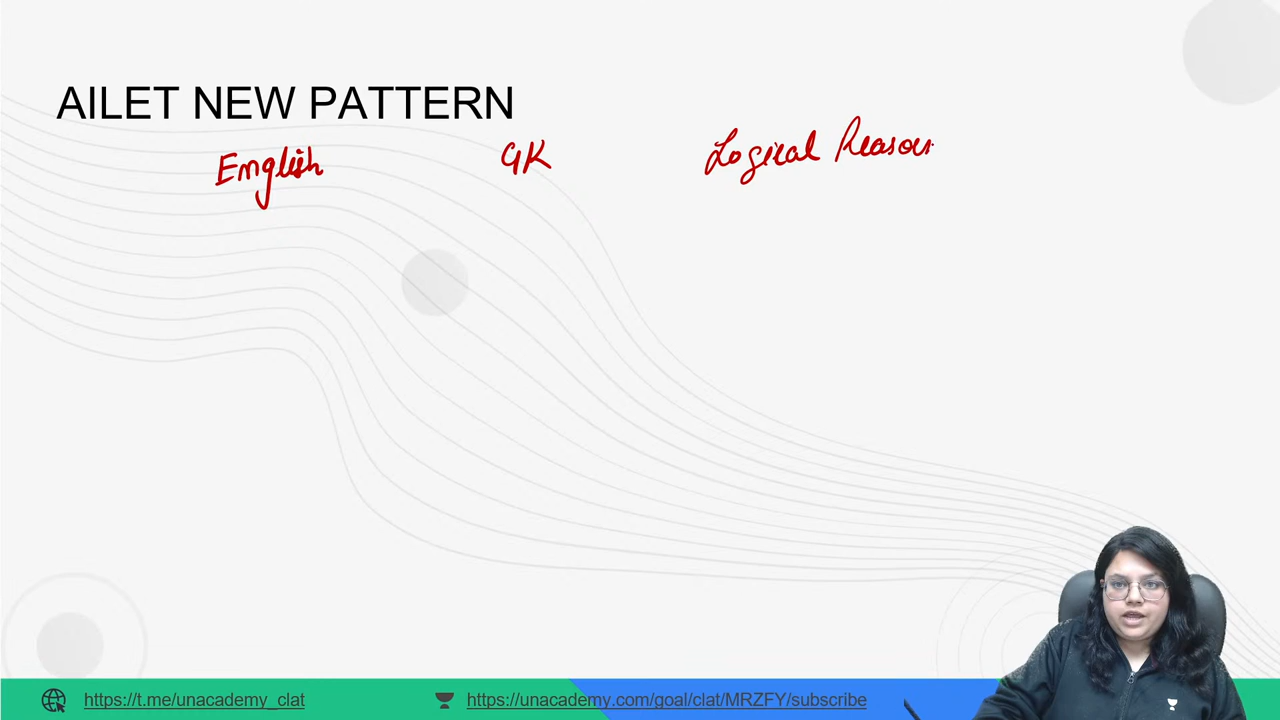 AILET NEW PATTERN
English GK Logical Reason
https://t.me/unacademy_clat https://unacademy.com/goal/clat/MRZFY/subscribe